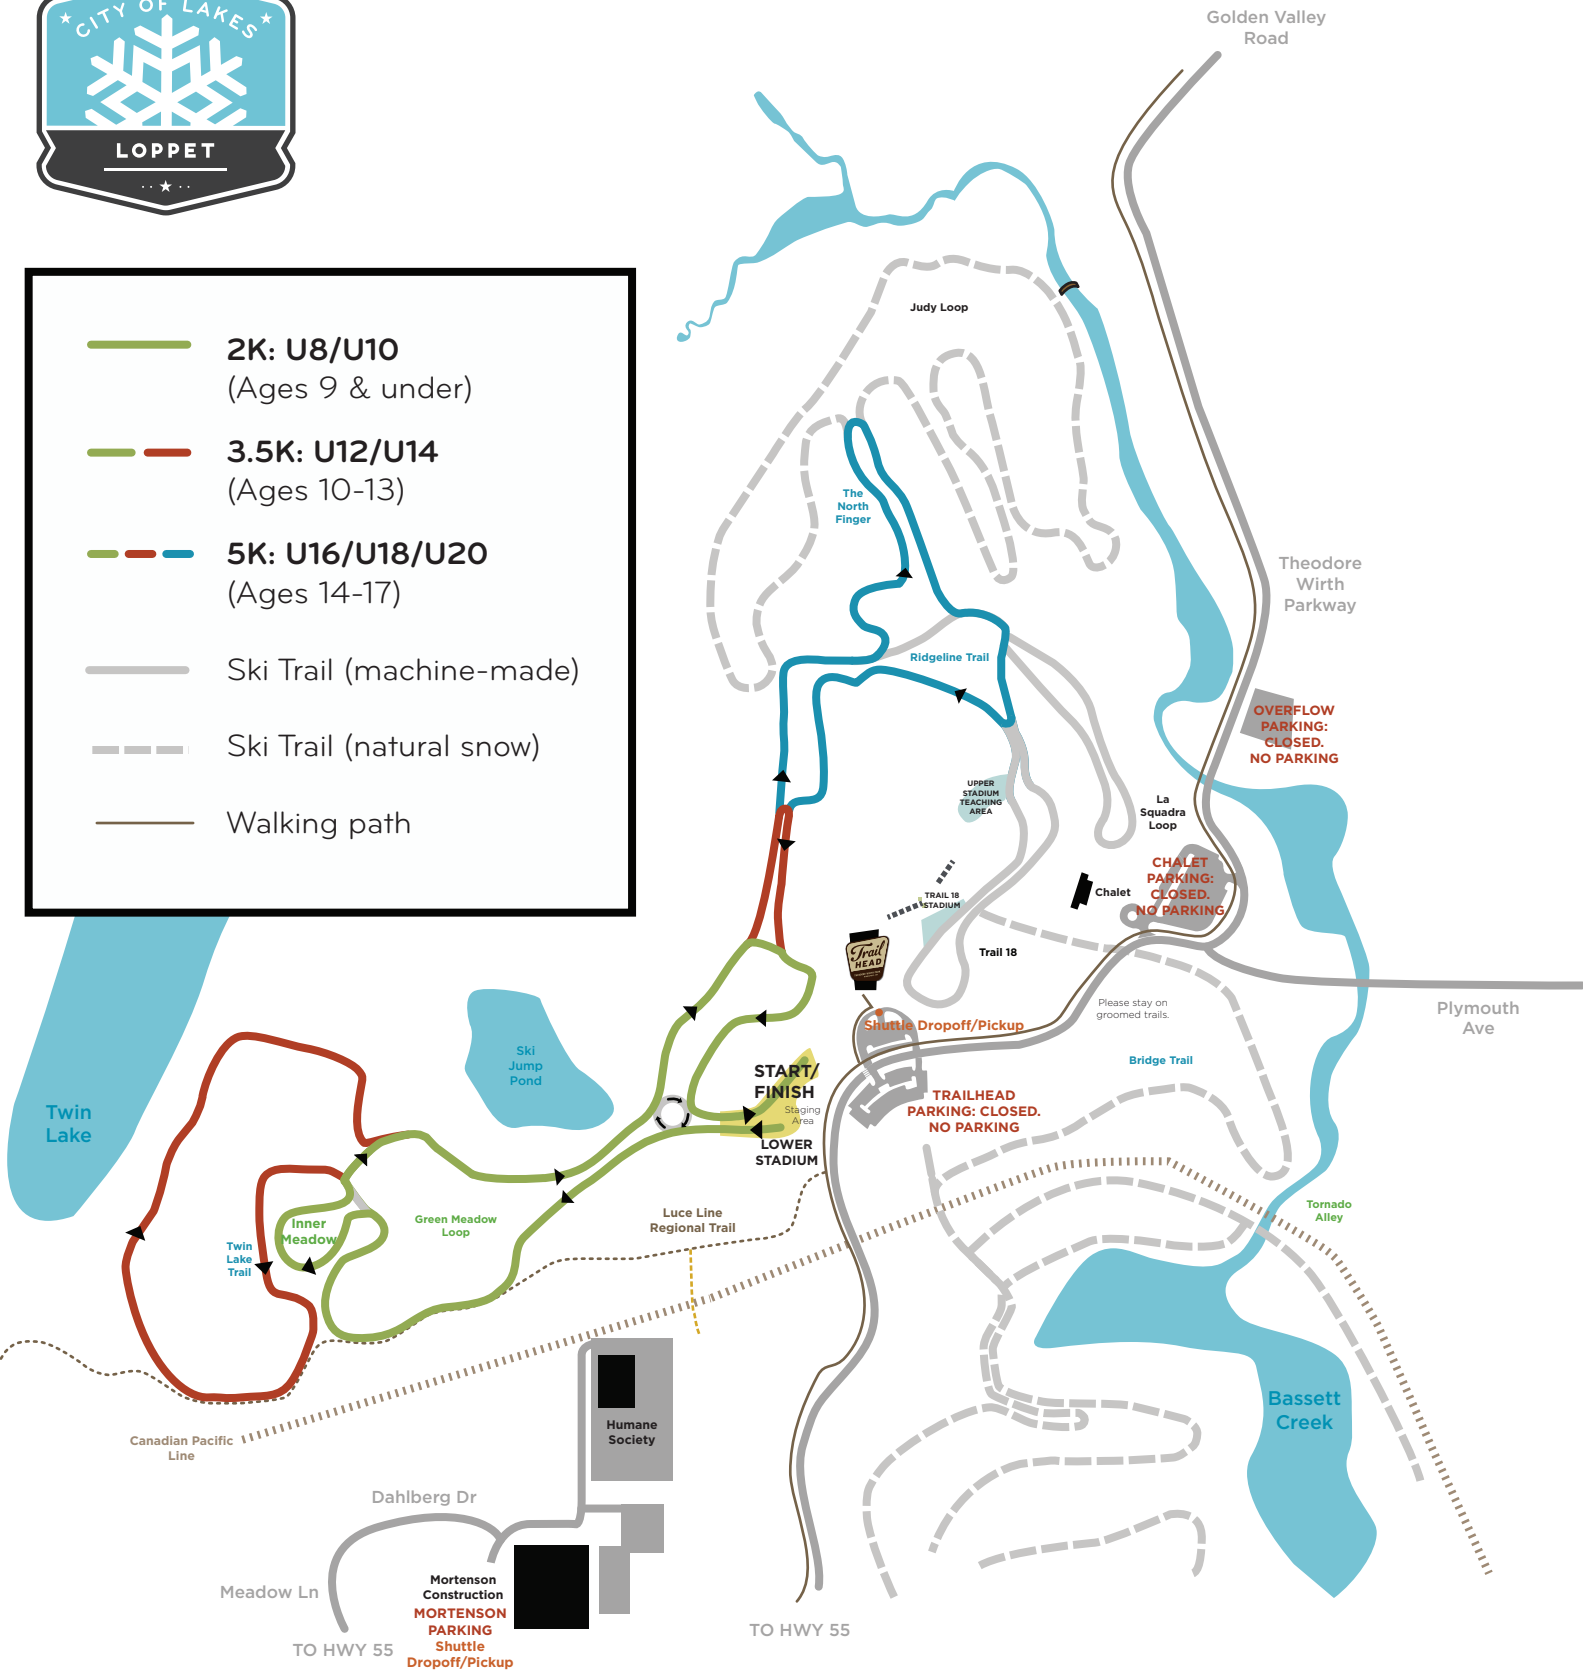 CITY OF LAKES
LOPPET
2K: U8/U10
(Ages 9 & under)
3.5K: U12/U14
(Ages 10-13)
5K: U16/U18/U20
(Ages 14-17)
Ski Trail (machine-made)
Ski Trail (natural snow)
Walking path
Golden Valley
Road
Judy Loop
The
North
Finger
Theodore
Wirth
Parkway
Ridgeline Trail
OVERFLOW
PARKING:
CLOSED.
NO PARKING
UPPER
STADIUM
TEACHING
AREA
La
Squadra
Loop
CHALET
PARKING:
CLOSED.
NO PARKING
Chalet
TRAIL 18
STADIUM
Trail
HEAD
Trail 18
Please stay on
groomed trails.
Plymouth
Ave
Shuttle Dropoff/Pickup
Bridge Trail
Ski
Jump
Pond
START/
FINISH
Staging
Area
LOWER
STADIUM
TRAILHEAD
PARKING: CLOSED.
NO PARKING
Twin
Lake
Inner
Meadow
Green Meadow
Loop
Twin
Lake
Trail
Luce Line
Regional Trail
Tornado
Alley
Bassett
Creek
Canadian Pacific
Line
Humane
Society
Dahlberg Dr
Meadow Ln
Mortenson
Construction
MORTENSON
PARKING
Shuttle
Dropoff/Pickup
TO HWY 55
TO HWY 55